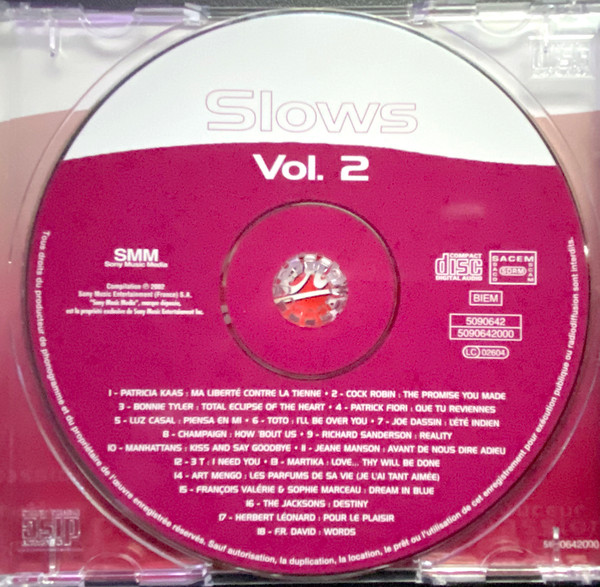 Slows
Vol. 2
SMM
Sony Music Media
Compilation ℗ 2002
Sony Music Entertainment (France) S.A.
"Sony Music Media", marque déposée,
est la propriété exclusive de Sony Music Entertainment Inc.
COMPACT
disc
DIGITAL AUDIO
SACEM
SDRM
SACD
SGDL
BIEM
5090642
5090642000
LC 02604
1 - PATRICIA KAAS : MA LIBERTÉ CONTRE LA TIENNE • 2 - COCK ROBIN : THE PROMISE YOU MADE
3 - BONNIE TYLER : TOTAL ECLIPSE OF THE HEART • 4 - PATRICK FIORI : QUE TU REVIENNES
5 - LUZ CASAL : PIENSA EN MI • 6 - TOTO : I'LL BE OVER YOU • 7 - JOE DASSIN : L'ÉTÉ INDIEN
8 - CHAMPAIGN : HOW 'BOUT US • 9 - RICHARD SANDERSON : REALITY
10 - MANHATTANS : KISS AND SAY GOODBYE • 11 - JEANE MANSON : AVANT DE NOUS DIRE ADIEU
12 - 3 T : I NEED YOU • 13 - MARTIKA : LOVE... THY WILL BE DONE
14 - ART MENGO : LES PARFUMS DE SA VIE (JE L'AI TANT AIMÉE)
15 - FRANÇOIS VALÉRIE & SOPHIE MARCEAU : DREAM IN BLUE
16 - THE JACKSONS : DESTINY
17 - HERBERT LÉONARD : POUR LE PLAISIR
18 - F.R. DAVID : WORDS
Tous droits du producteur de phonogramme et du propriétaire de l'œuvre enregistrée réservés. Sauf autorisation, la duplication, la location, le prêt ou l'utilisation de cet enregistrement pour exécution publique ou radiodiffusion sont interdits.
5090642000